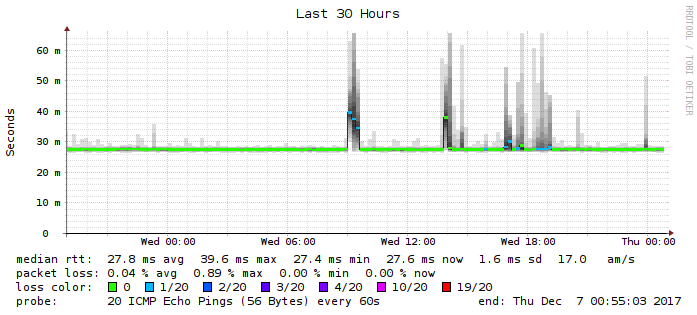 Last 30 Hours
RRDTOOL / TOBI OETIKER
Seconds
60 m
50 m
40 m
30 m
20 m
10 m
0
Wed 00:00 Wed 06:00 Wed 12:00 Wed 18:00 Thu 00:00
median rtt: 27.8 ms avg 39.6 ms max 27.4 ms min 27.6 ms now 1.6 ms sd 17.0 am/s
packet loss: 0.04 % avg 0.89 % max 0.00 % min 0.00 % now
loss color: 0 1/20 2/20 3/20 4/20 10/20 19/20
probe: 20 ICMP Echo Pings (56 Bytes) every 60s end: Thu Dec 7 00:55:03 2017